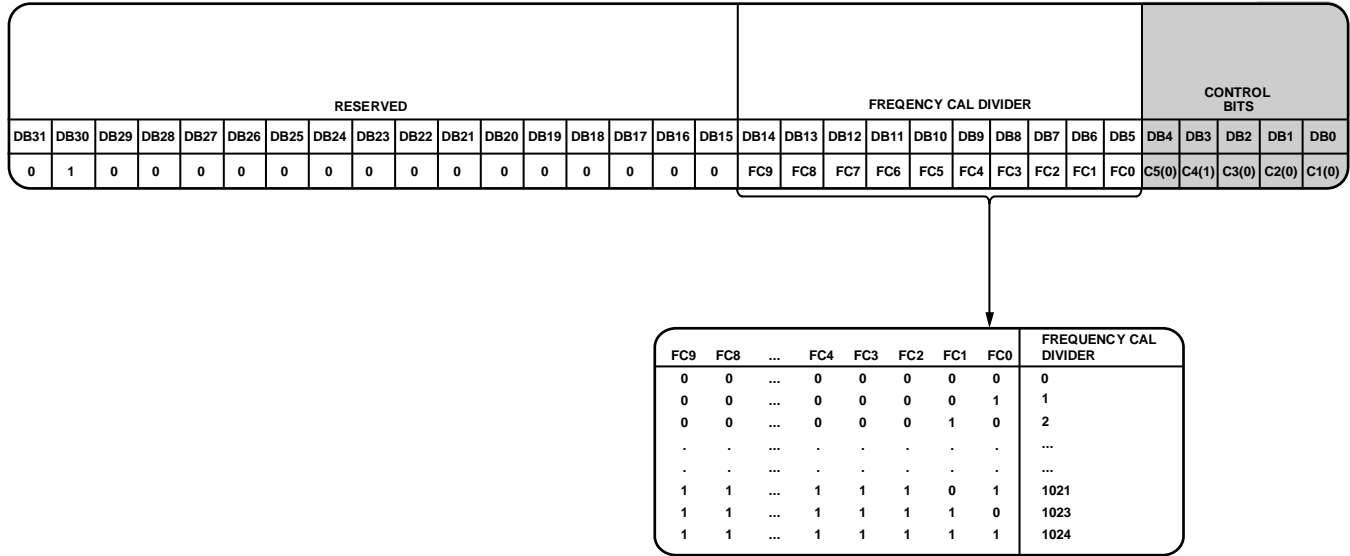 RESERVED FREQENCY CAL DIVIDER CONTROL BITS
DB31 DB30 DB29 DB28 DB27 DB26 DB25 DB24 DB23 DB22 DB21 DB20 DB19 DB18 DB17 DB16 DB15 DB14 DB13 DB12 DB11 DB10 DB9 DB8 DB7 DB6 DB5 DB4 DB3 DB2 DB1 DB0
0 1 0 0 0 0 0 0 0 0 0 0 0 0 0 0 0 FC9 FC8 FC7 FC6 FC5 FC4 FC3 FC2 FC1 FC0 C5(0) C4(1) C3(0) C2(0) C1(0)
FC9 FC8 ... FC4 FC3 FC2 FC1 FC0 FREQUENCY CAL DIVIDER
0 0 ... 0 0 0 0 0 0
0 0 ... 0 0 0 0 1 1
0 0 ... 0 0 0 1 0 2
. . ... . . . . . ...
. . ... . . . . . ...
1 1 ... 1 1 1 0 1 1021
1 1 ... 1 1 1 1 0 1023
1 1 ... 1 1 1 1 1 1024